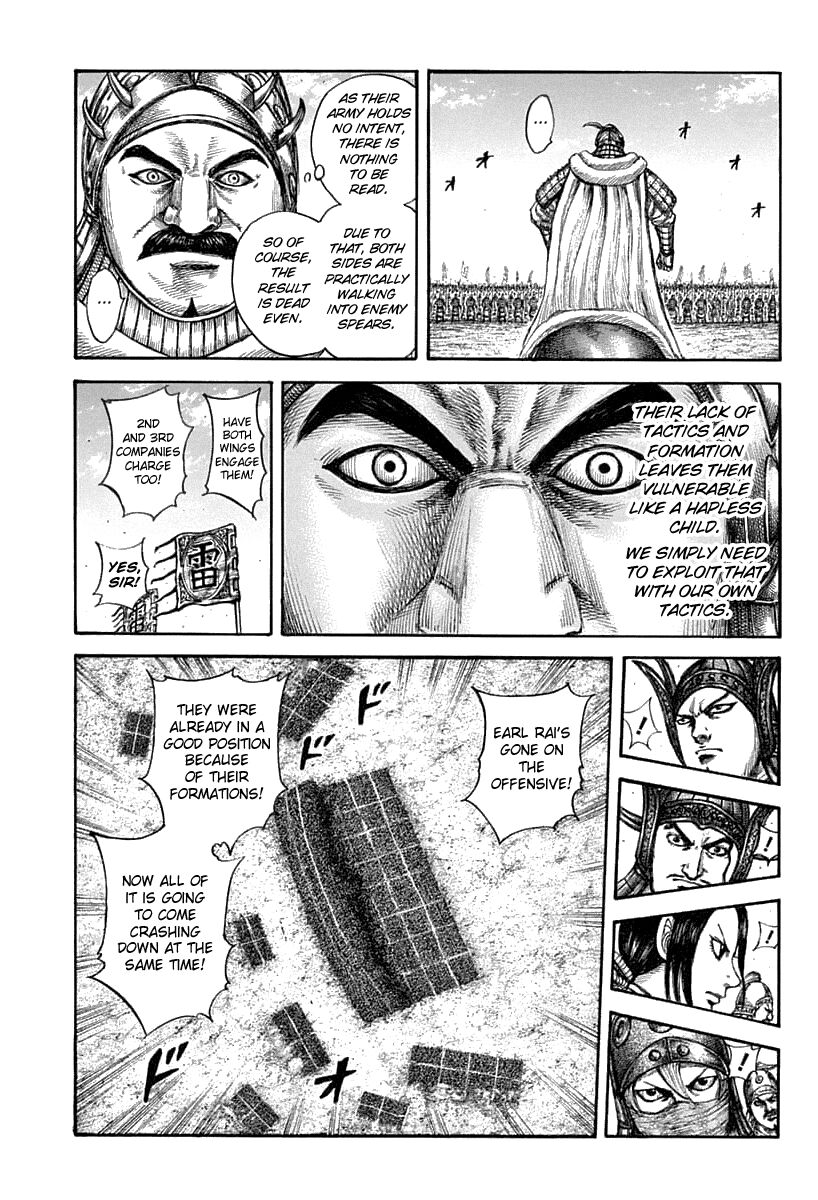 ...
オ
オ
オ
オ
AS THEIR
ARMY HOLDS
NO INTENT,
THERE IS
NOTHING
TO BE
READ.
DUE TO
THAT, BOTH
SIDES ARE
PRACTICALLY
WALKING
INTO ENEMY
SPEARS.
SO OF
COURSE,
THE
RESULT
IS DEAD
EVEN.
...
THEIR LACK OF
TACTICS AND
FORMATION
LEAVES THEM
VULNERABLE
LIKE A HAPLESS
CHILD.
WE SIMPLY NEED
TO EXPLOIT THAT
WITH OUR OWN
TACTICS.
HAVE
BOTH
WINGS
ENGAGE
THEM!
2ND
AND 3RD
COMPANIES
CHARGE
TOO!
YES,
SIR!
雷
!
!
!
!
EARL RAI'S
GONE ON
THE
OFFENSIVE!
THEY WERE
ALREADY IN A
GOOD POSITION
BECAUSE
OF THEIR
FORMATIONS!
ド
ド
NOW ALL OF
IT IS GOING
TO COME
CRASHING
DOWN AT THE
SAME TIME!
ド
オ